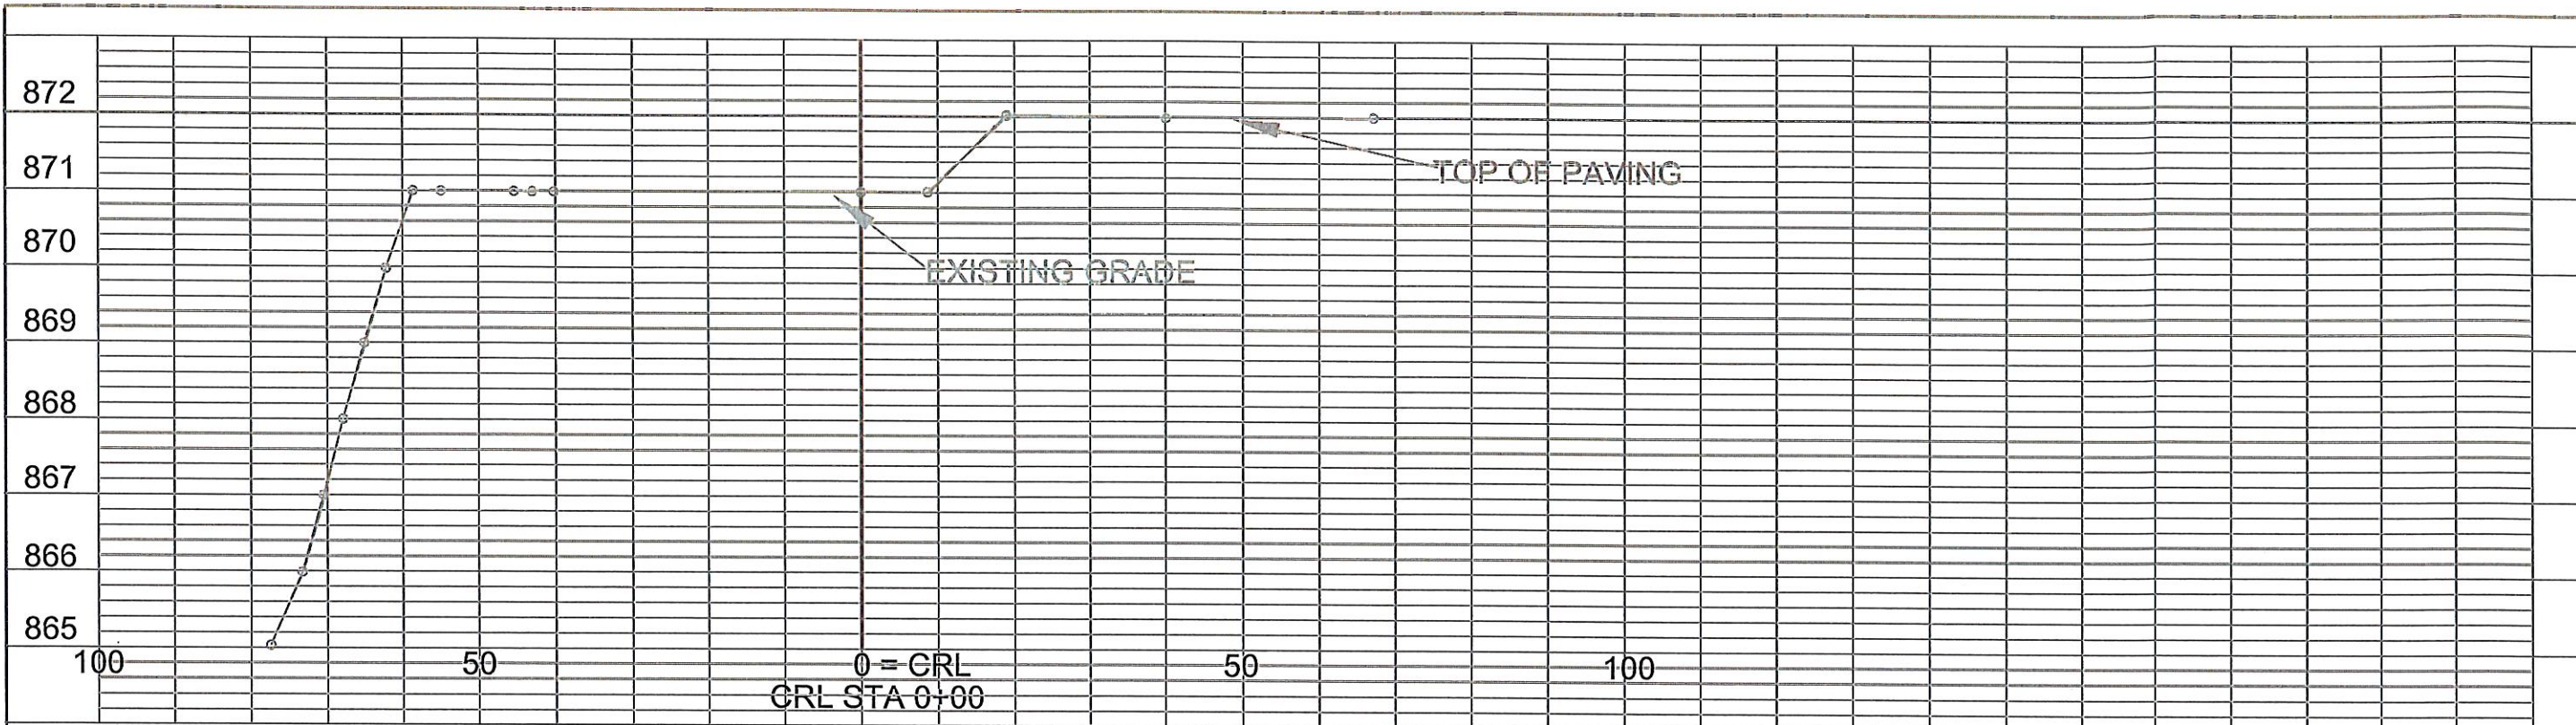 872
871
TOP OF PAVING
870
EXISTING GRADE
869
868
867
866
865
100 50 0 = CRL 50 100
CRL STA 0+00